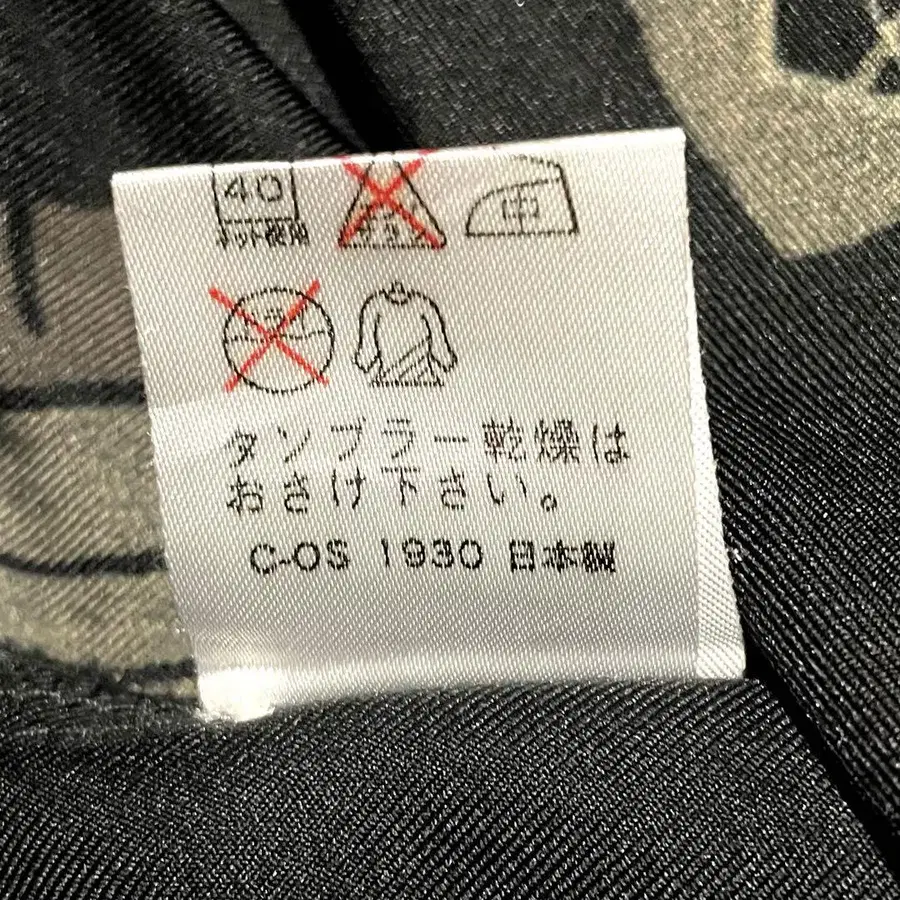 40
ネット使用
中
タンブラー乾燥は
おさけ下さい。
C-OS 1930 日本製